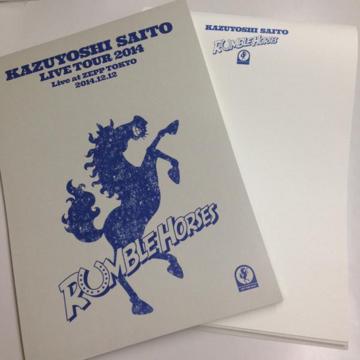 KAZUYOSHI SAITO
LIVE TOUR 2014
Live at ZEPP TOKYO
2014.12.12
RUMBLE HORSES
KAZUYOSHI SAITO
RUMBLE HORSES